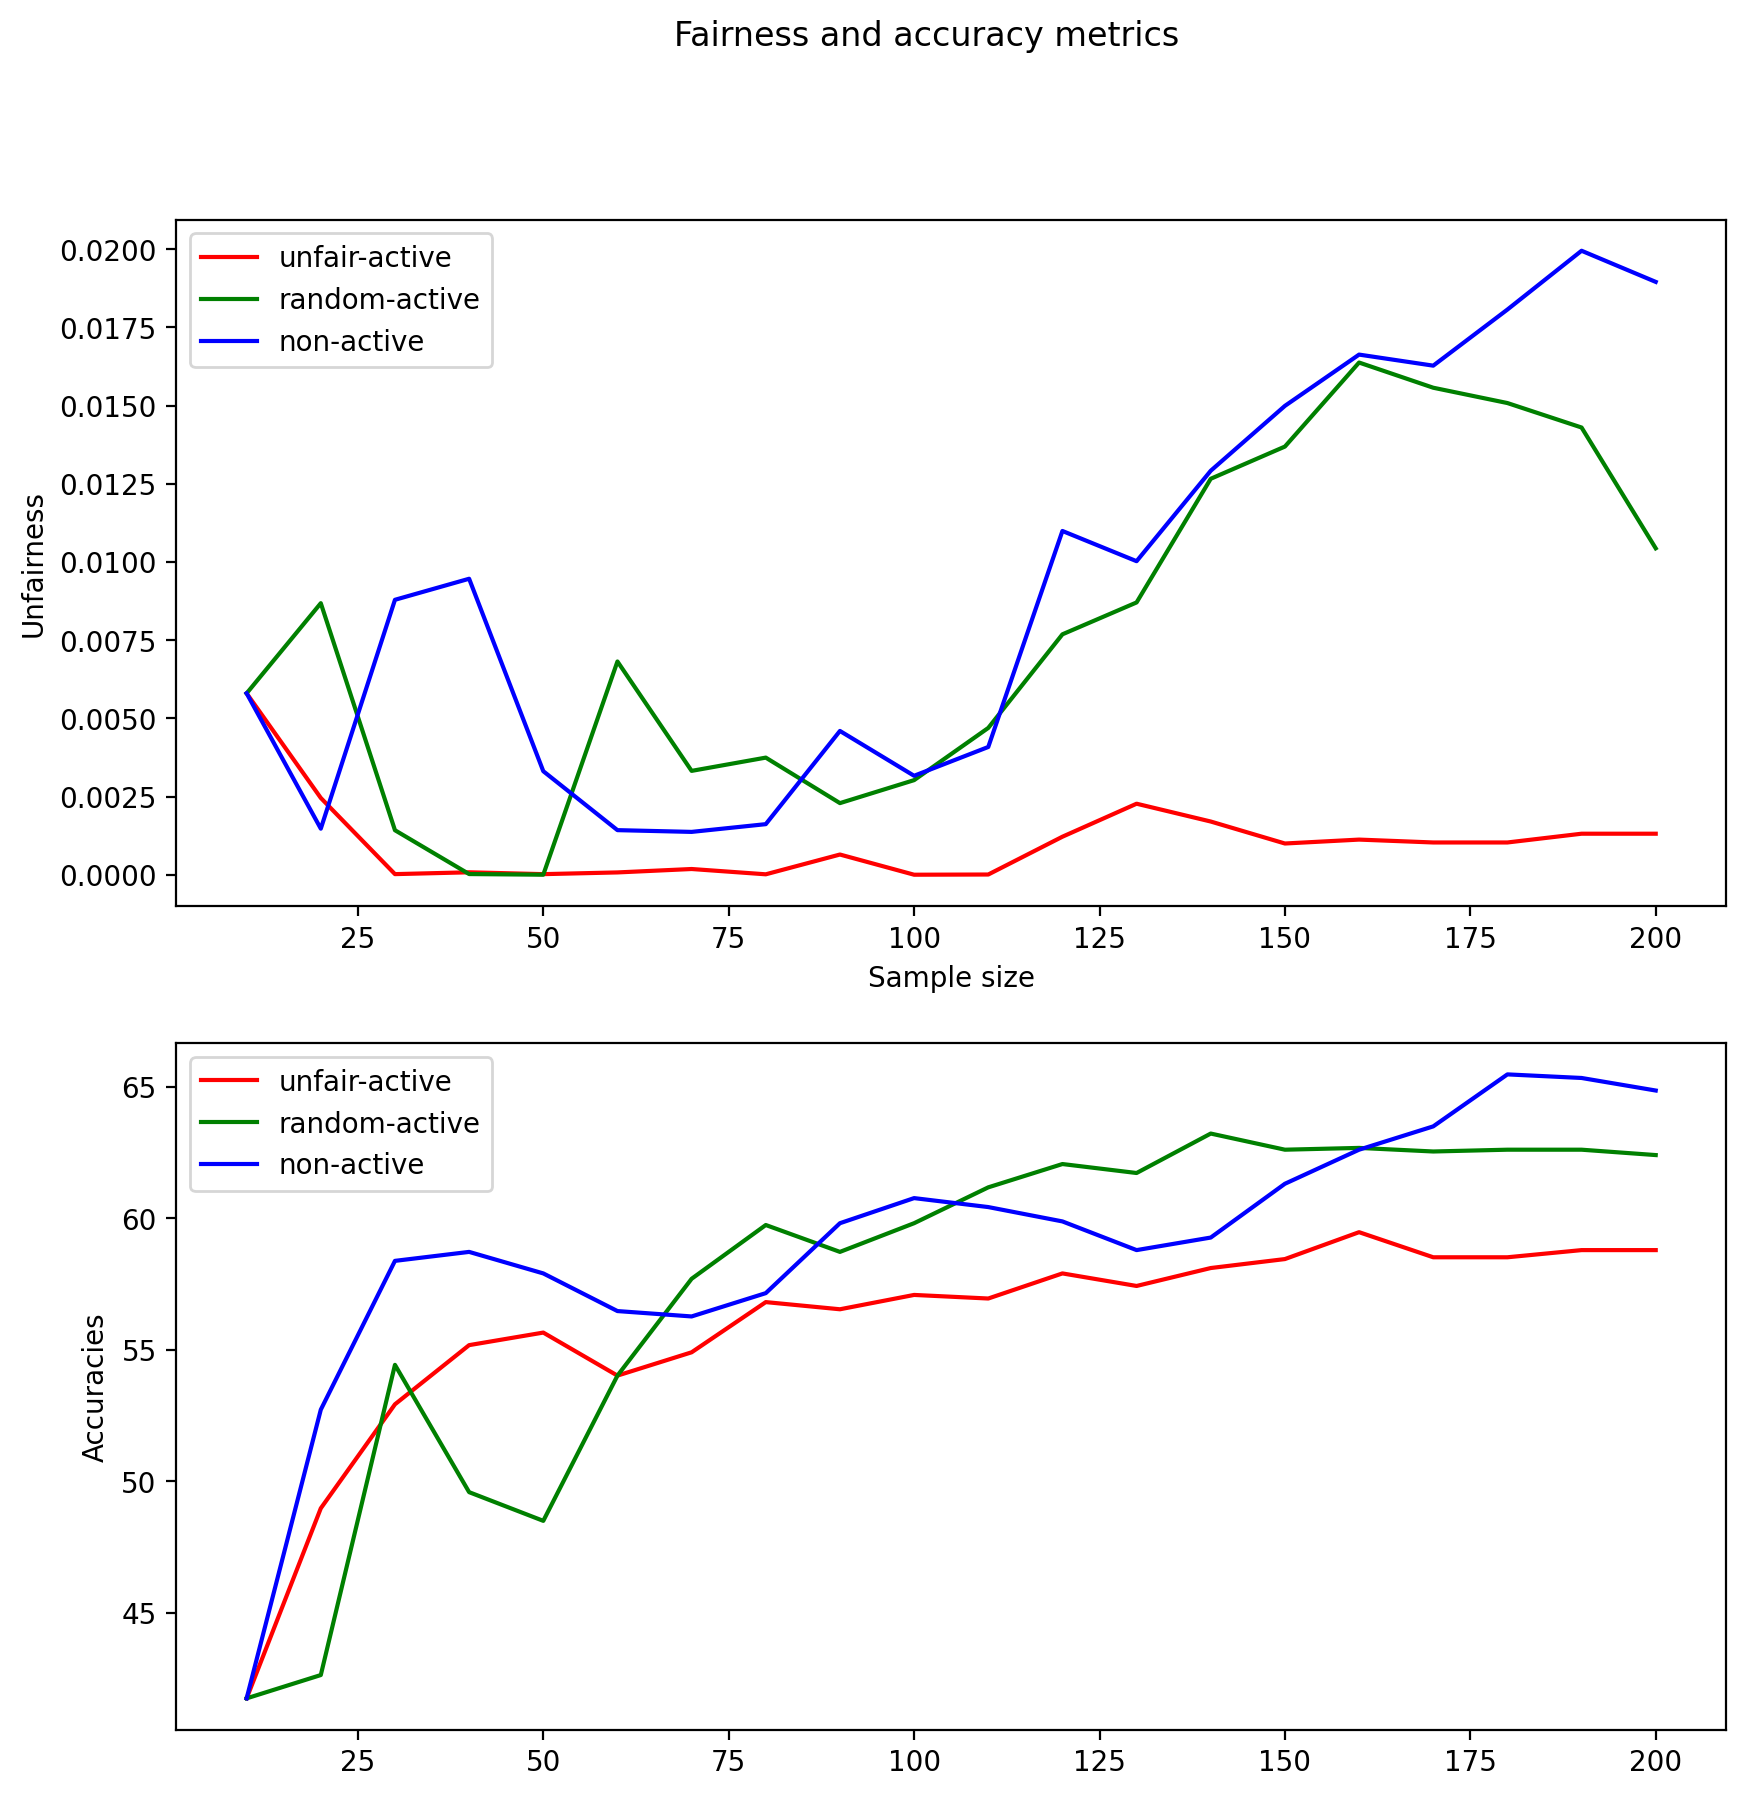 Fairness and accuracy metrics
unfair-active
random-active
non-active
0.0200
0.0175
0.0150
0.0125
0.0100
0.0075
0.0050
0.0025
0.0000
Unfairness
25 50 75 100 125 150 175 200
Sample size
unfair-active
random-active
non-active
65
60
55
50
45
Accuracies
25 50 75 100 125 150 175 200